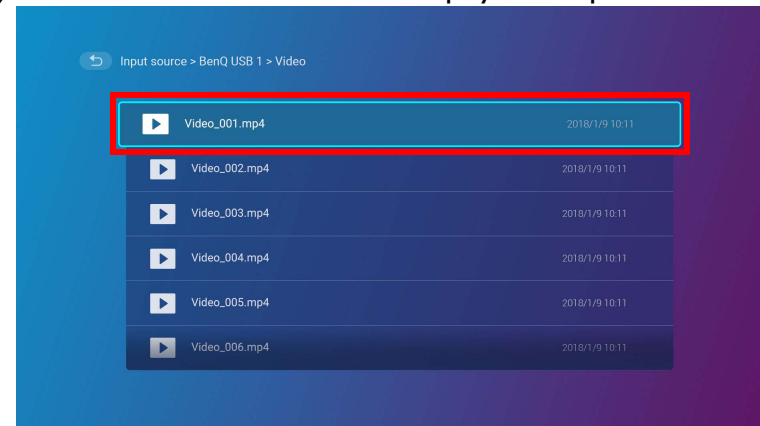 Input source > BenQ USB 1 > Video
Video_001.mp4 2018/1/9 10:11
Video_002.mp4 2018/1/9 10:11
Video_003.mp4 2018/1/9 10:11
Video_004.mp4 2018/1/9 10:11
Video_005.mp4 2018/1/9 10:11
Video_006.mp4 2018/1/9 10:11